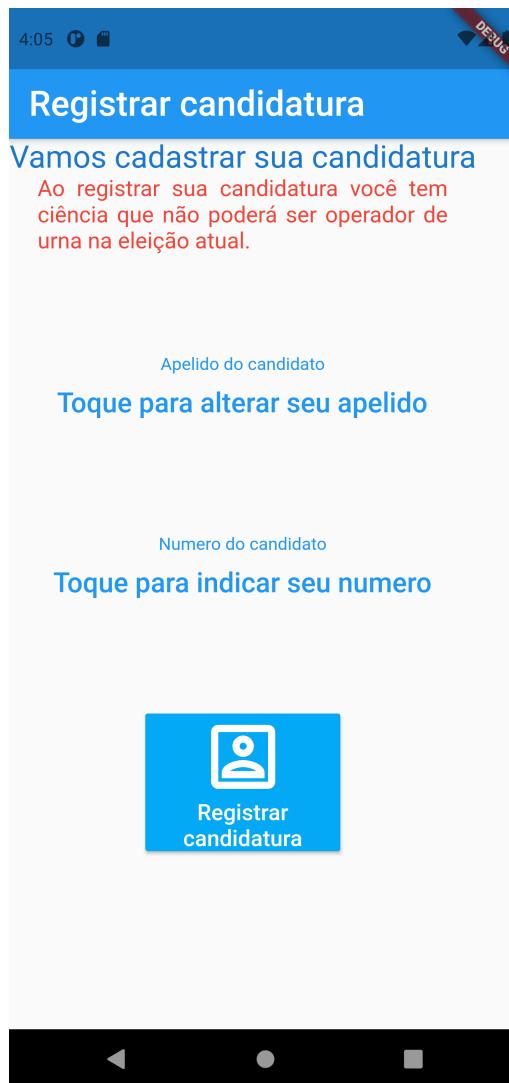 4:05
DEBUG
Registrar candidatura
Vamos cadastrar sua candidatura
Ao registrar sua candidatura você tem
ciência que não poderá ser operador de
urna na eleição atual.
Apelido do candidato
Toque para alterar seu apelido
Numero do candidato
Toque para indicar seu numero
Registrar
candidatura